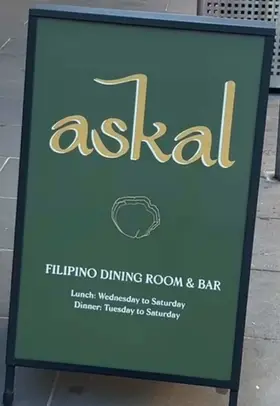 askal
FILIPINO DINING ROOM & BAR
Lunch: Wednesday to Saturday
Dinner: Tuesday to Saturday